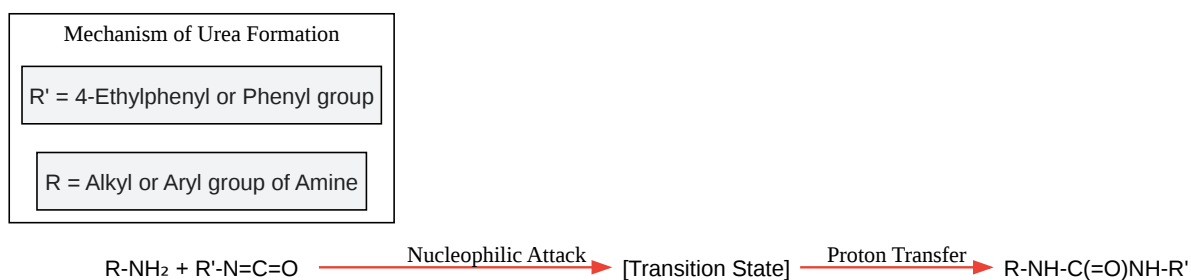 Mechanism of Urea Formation
R' = 4-Ethylphenyl or Phenyl group
R = Alkyl or Aryl group of Amine
R-NH₂ + R'-N=C=O
Nucleophilic Attack
[Transition State]
Proton Transfer
R-NH-C(=O)NH-R'